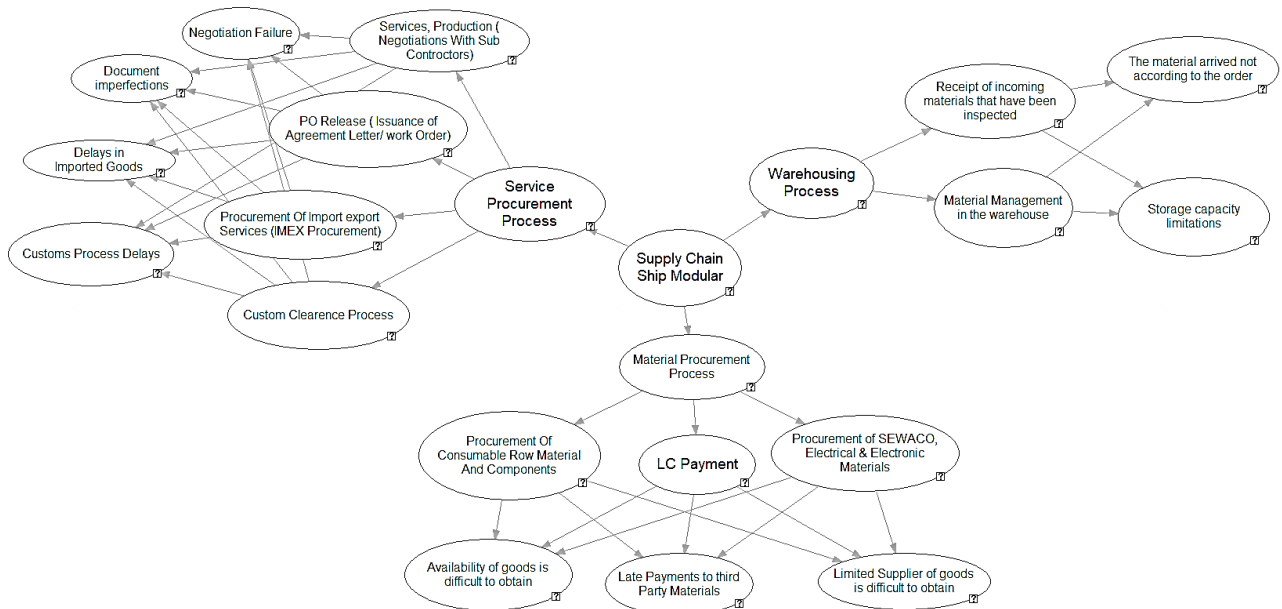 Negotiation Failure
Services, Production (
Negotiations With Sub
Controctors)
Document
imperfections
PO Release ( Issuance of
Agreement Letter/ work Order)
Delays in
Imported Goods
Procurement Of Import export
Services (IMEX Procurement)
Customs Process Delays
Custom Clearence Process
Service
Procurement
Process
Supply Chain
Ship Modular
Warehousing
Process
Receipt of incoming
materials that have been
inspected
The material arrived not
according to the order
Material Management
in the warehouse
Storage capacity
limitations
Material Procurement
Process
Procurement Of
Consumable Row Material
And Components
LC Payment
Procurement of SEWACO,
Electrical & Electronic
Materials
Availability of goods is
difficult to obtain
Late Payments to third
Party Materials
Limited Supplier of goods
is difficult to obtain